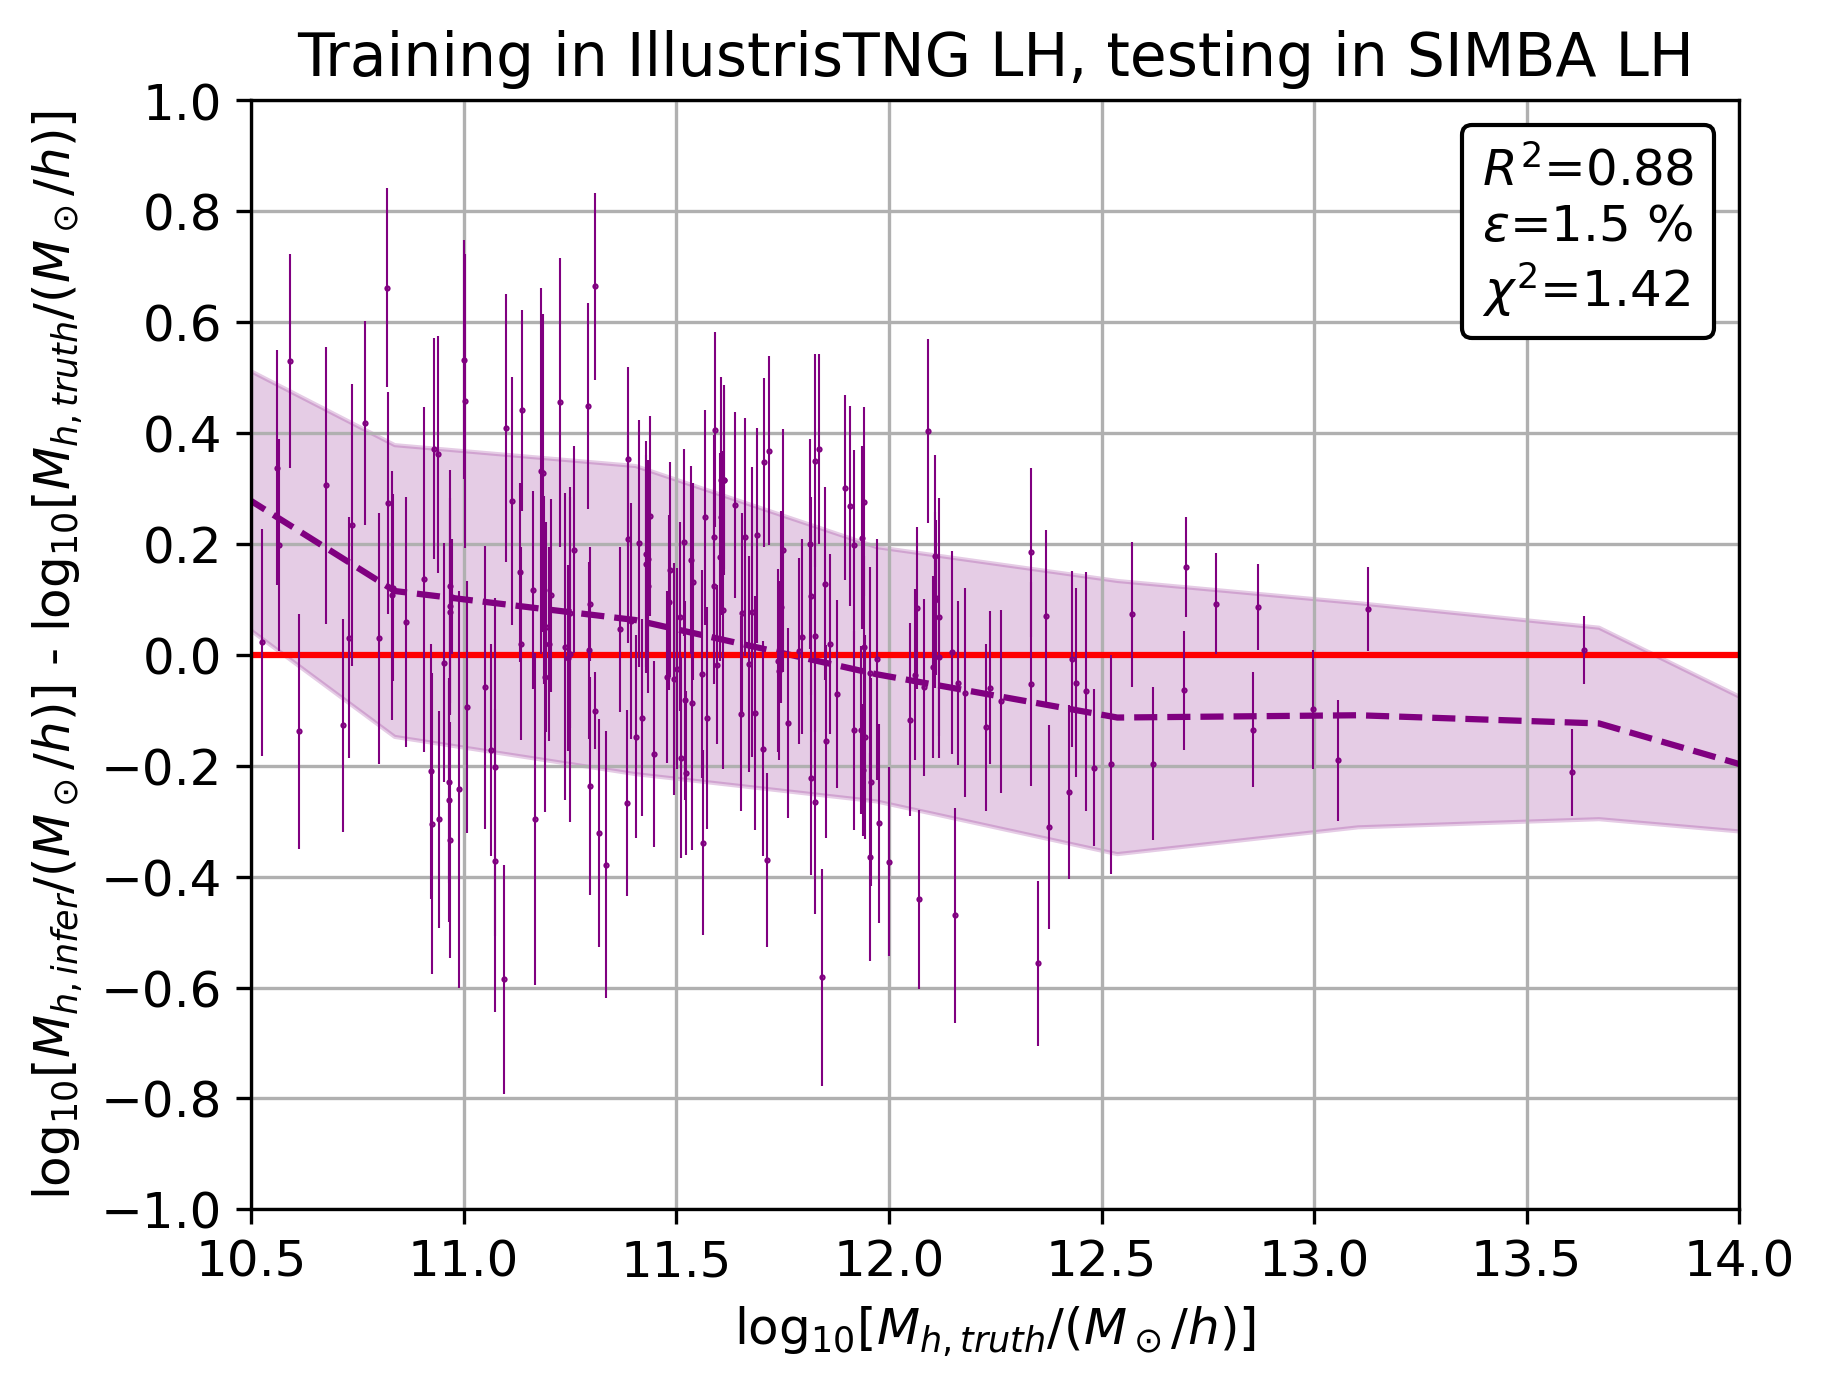 Training in IllustrisTNG LH, testing in SIMBA LH
log₁₀[M_{h,infer}/(M_⊙/h)] - log₁₀[M_{h,truth}/(M_⊙/h)]
1.0
0.8
0.6
0.4
0.2
0.0
−0.2
−0.4
−0.6
−0.8
−1.0
R²=0.88
ε=1.5 %
χ²=1.42
10.5 11.0 11.5 12.0 12.5 13.0 13.5 14.0
log₁₀[M_{h,truth}/(M_⊙/h)]